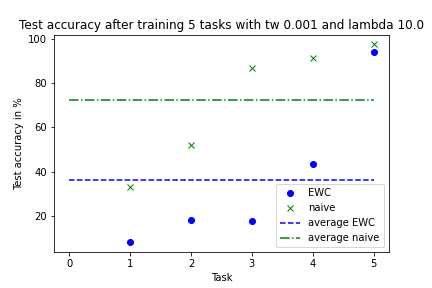 Test accuracy after training 5 tasks with tw 0.001 and lambda 10.0
100
80
60
40
20
Test accuracy in %
EWC
naive
average EWC
average naive
0 1 2 3 4 5
Task